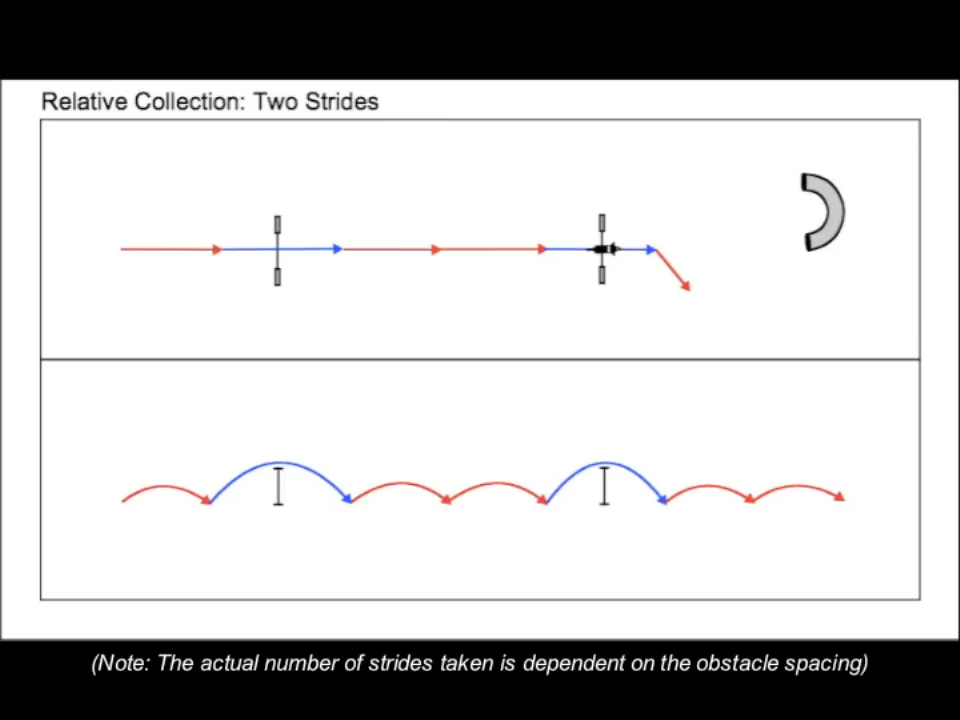 Relative Collection: Two Strides
(Note: The actual number of strides taken is dependent on the obstacle spacing)